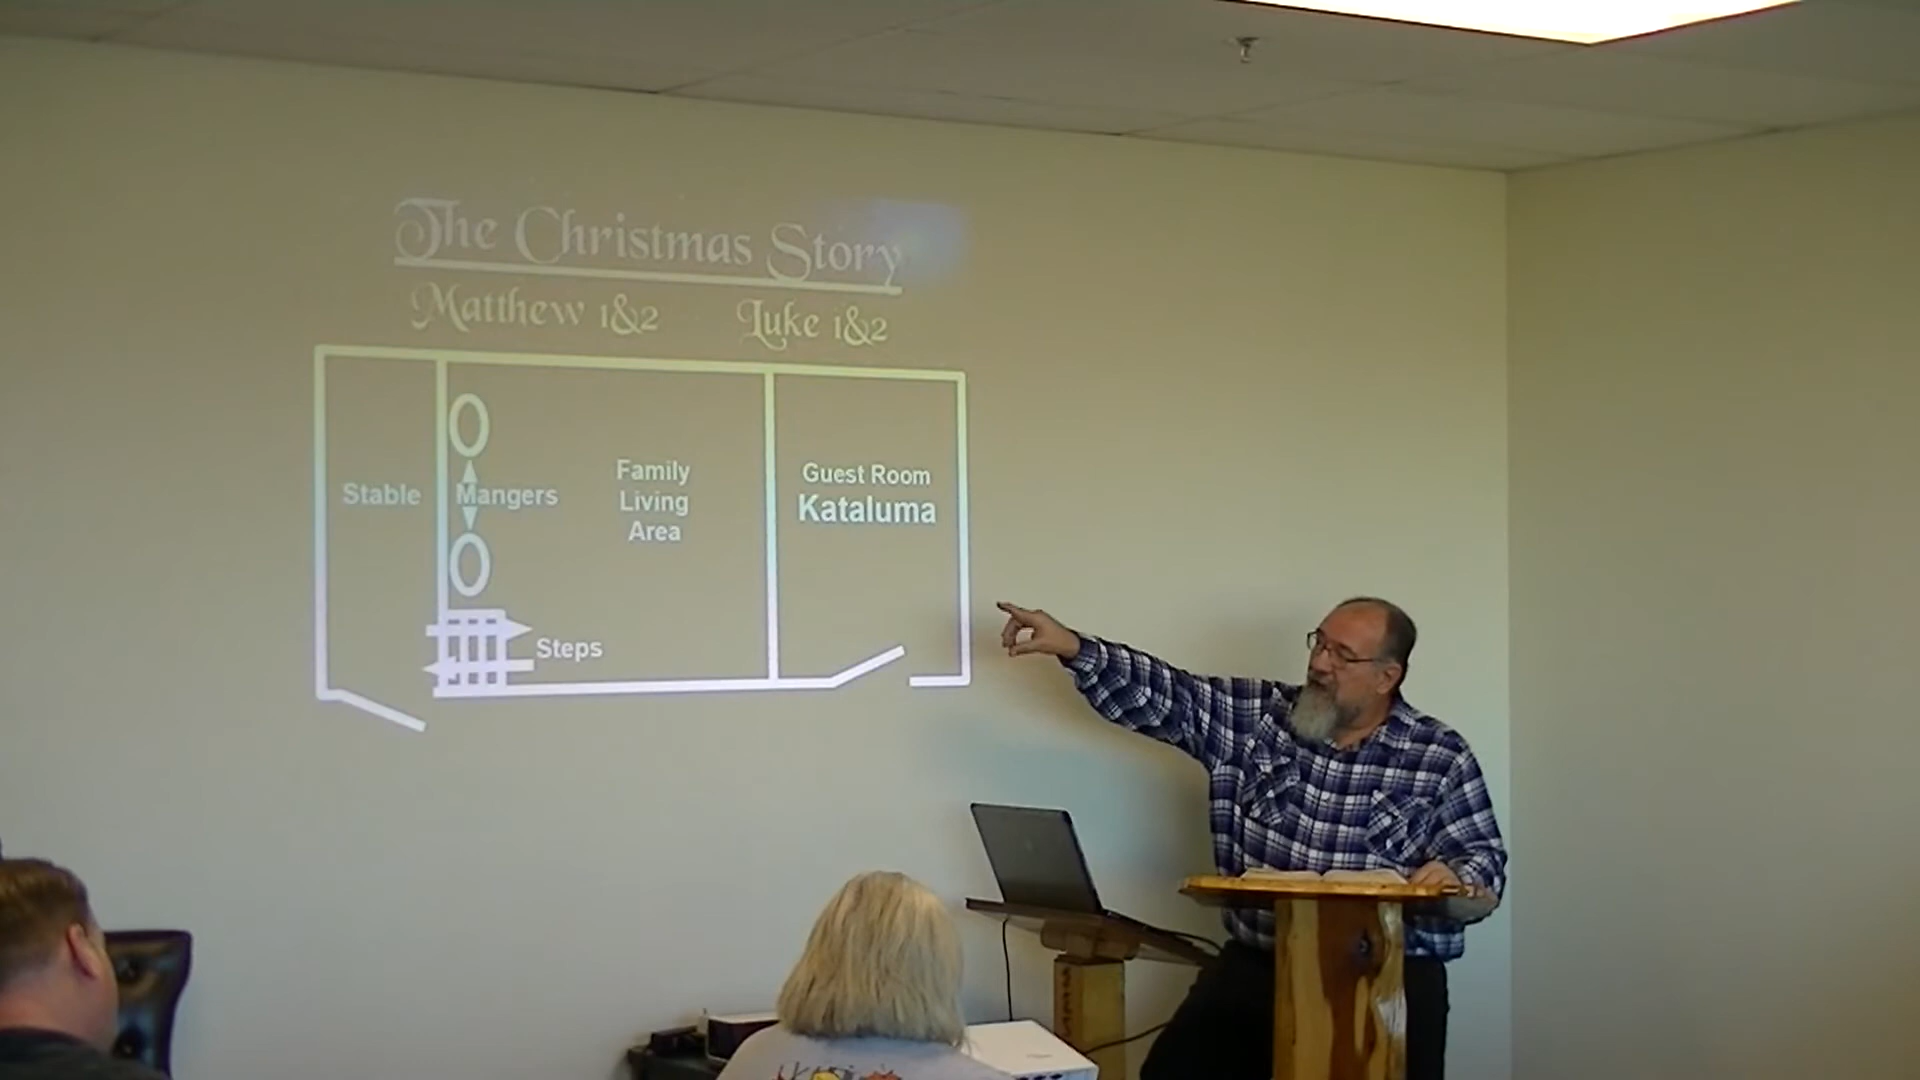 The Christmas Story
Matthew 1&2 Luke 1&2
Stable
Mangers
Family
Living
Area
Guest Room
Kataluma
Steps